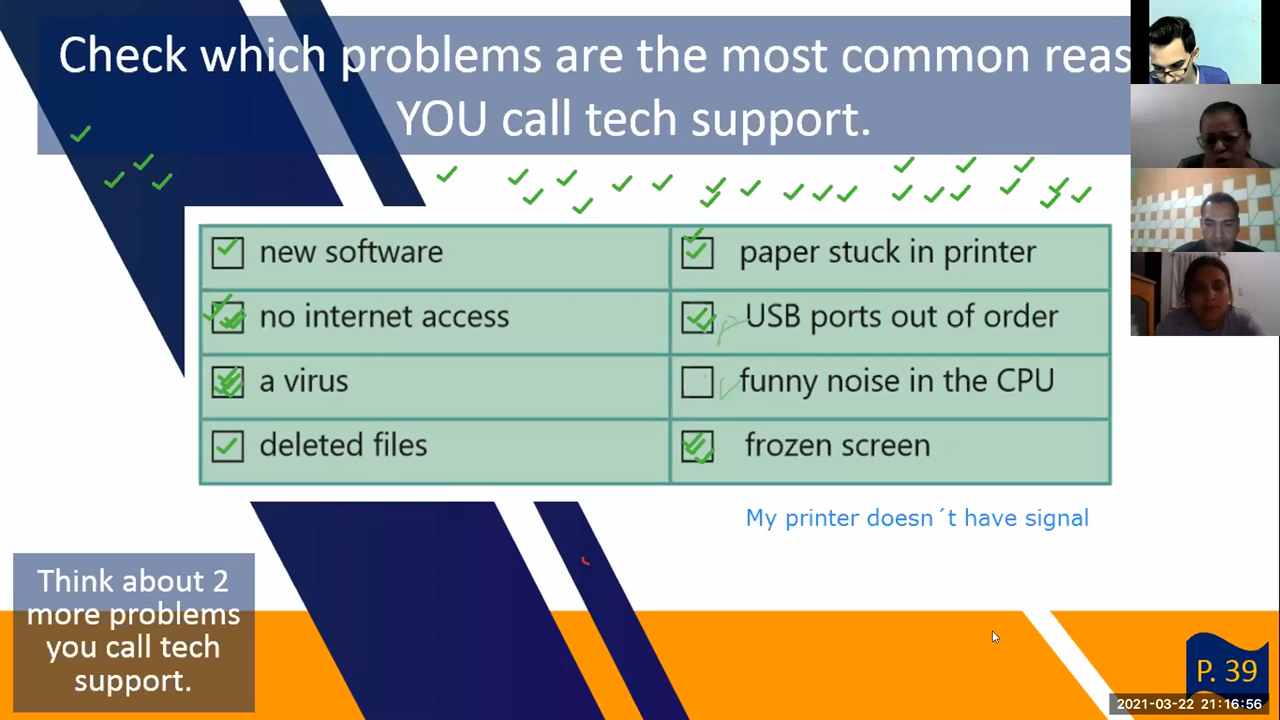 Check which problems are the most common reas
YOU call tech support.
new software
paper stuck in printer
no internet access
USB ports out of order
a virus
funny noise in the CPU
deleted files
frozen screen
My printer doesn´t have signal
Think about 2
more problems
you call tech
support.
P. 39
2021-03-22 21:16:56